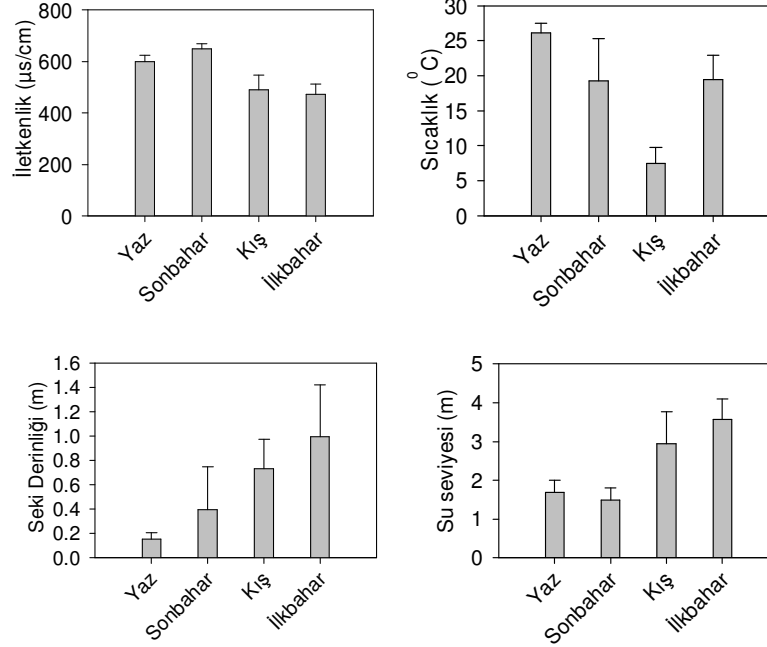 İletkenlik (µs/cm)
800
600
400
200
0
Yaz
Sonbahar
Kış
İlkbahar
Sıcaklık ( 0 C)
30
25
20
15
10
5
0
Yaz
Sonbahar
Kış
İlkbahar
Seki Derinliği (m)
1.6
1.4
1.2
1.0
0.8
0.6
0.4
0.2
0.0
Yaz
Sonbahar
Kış
İlkbahar
Su seviyesi (m)
5
4
3
2
1
0
Yaz
Sonbahar
Kış
İlkbahar